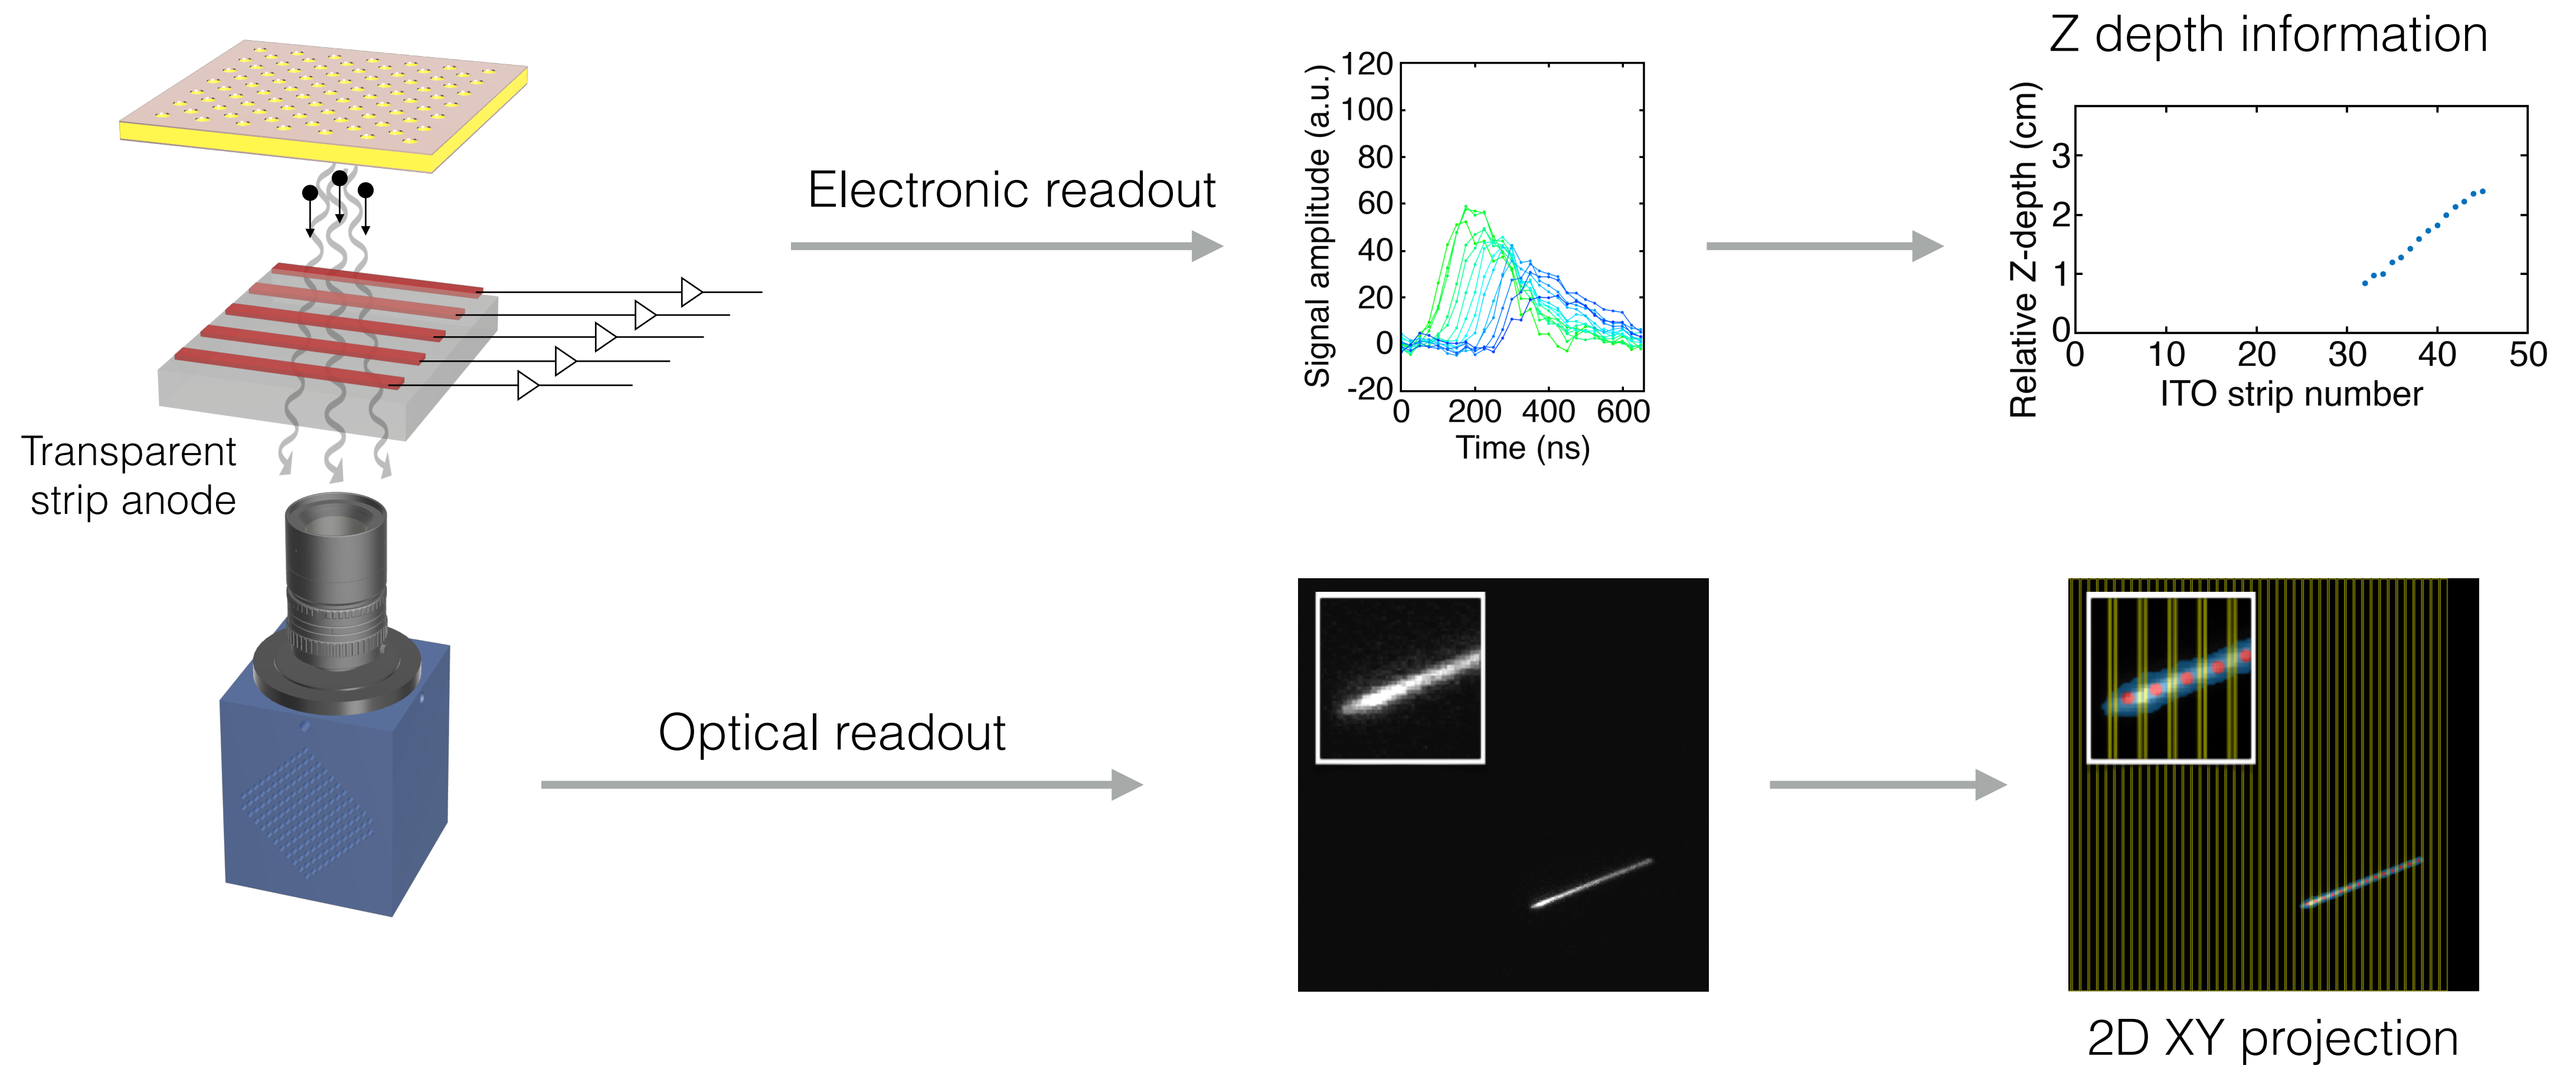 Z depth information
Electronic readout
Signal amplitude (a.u.)
120
100
80
60
40
20
0
-20
0 200 400 600
Time (ns)
Relative Z-depth (cm)
3
2
1
0
0 10 20 30 40 50
ITO strip number
Transparent
strip anode
Optical readout
2D XY projection